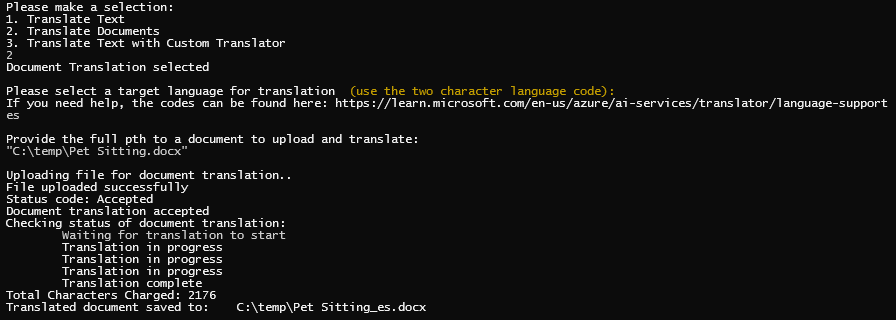 Please make a selection:
1. Translate Text
2. Translate Documents
3. Translate Text with Custom Translator
2
Document Translation selected
Please select a target language for translation  (use the two character language code):
If you need help, the codes can be found here: https://learn.microsoft.com/en-us/azure/ai-services/translator/language-support
es
Provide the full pth to a document to upload and translate:
"C:\temp\Pet Sitting.docx"
Uploading file for document translation..
File uploaded successfully
Status code: Accepted
Document translation accepted
Checking status of document translation:
Waiting for translation to start
Translation in progress
Translation in progress
Translation in progress
Translation complete
Total Characters Charged: 2176
Translated document saved to:    C:\temp\Pet Sitting_es.docx